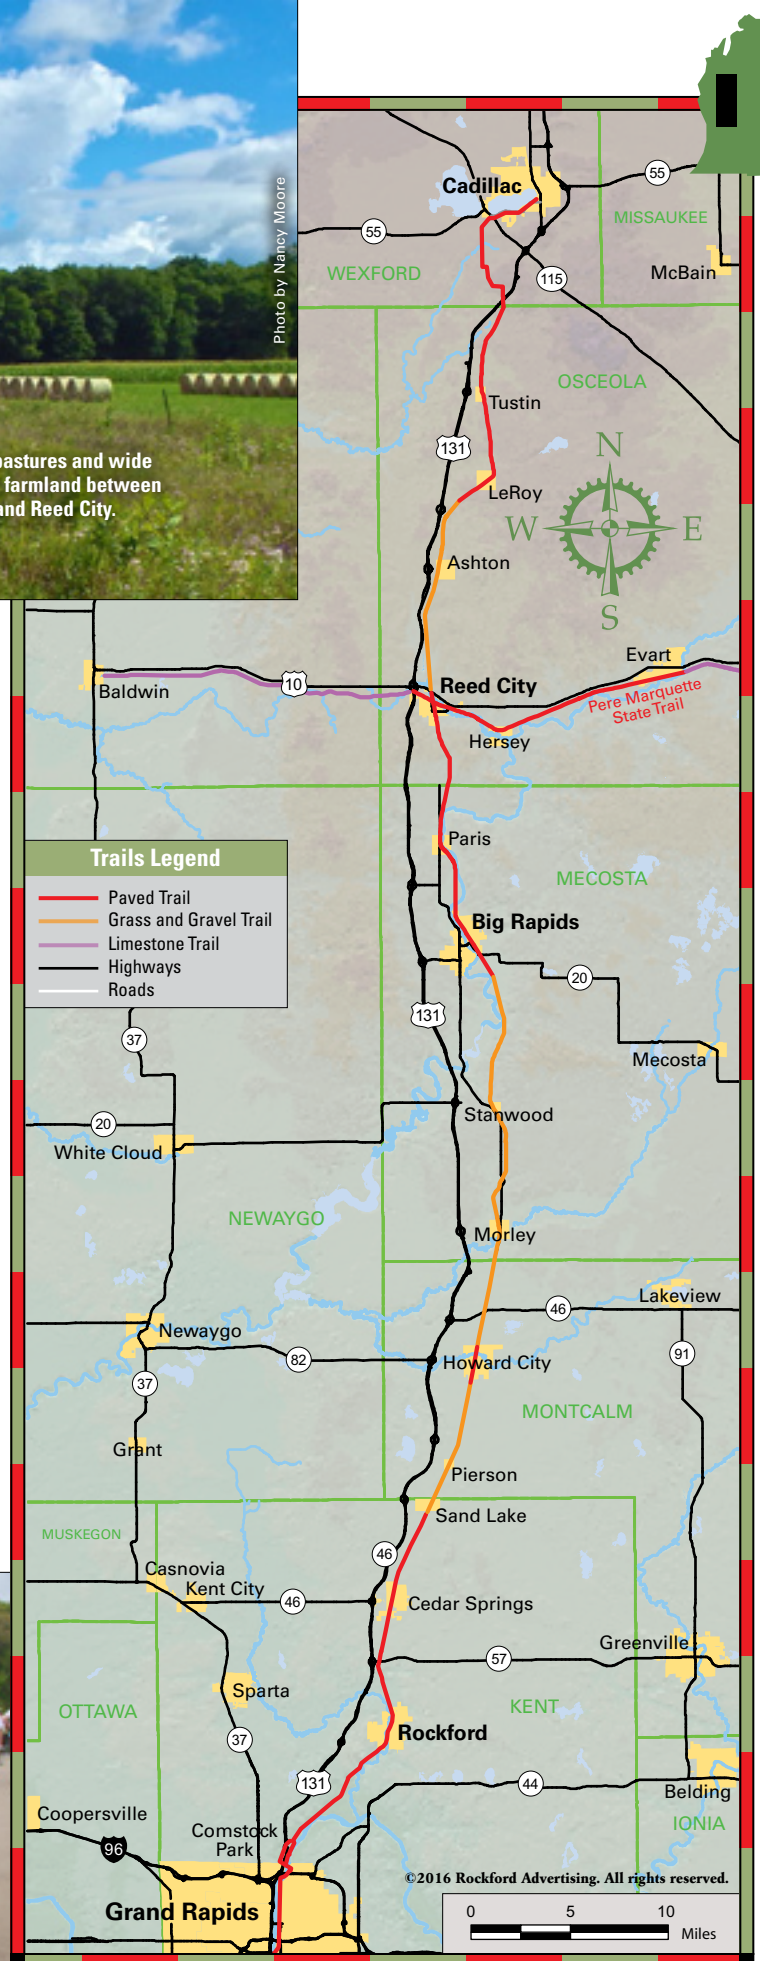 Photo by Nancy Moore
pastures and wide
farmland between
and Reed City.
Cadillac
55
MISSAUKEE
55
WEXFORD
McBain
115
OSCEOLA
Tustin
131
N
LeRoy
W
E
Ashton
S
Evart
Reed City
10
Baldwin
Pere Marquette
State Trail
Hersey
Paris
Trails Legend
Paved Trail
Grass and Gravel Trail
Limestone Trail
Highways
Roads
MECOSTA
Big Rapids
20
131
37
Mecosta
Stanwood
20
White Cloud
NEWAYGO
Morley
Lakeview
46
Newaygo
82
Howard City
91
37
MONTCALM
Grant
Pierson
Sand Lake
MUSKEGON
46
Casnovia
Kent City
46
Cedar Springs
Greenville
57
Sparta
OTTAWA
KENT
Rockford
37
131
44
Belding
Coopersville
IONIA
Comstock
Park
96
©2016 Rockford Advertising. All rights reserved.
Grand Rapids
0 5 10
Miles